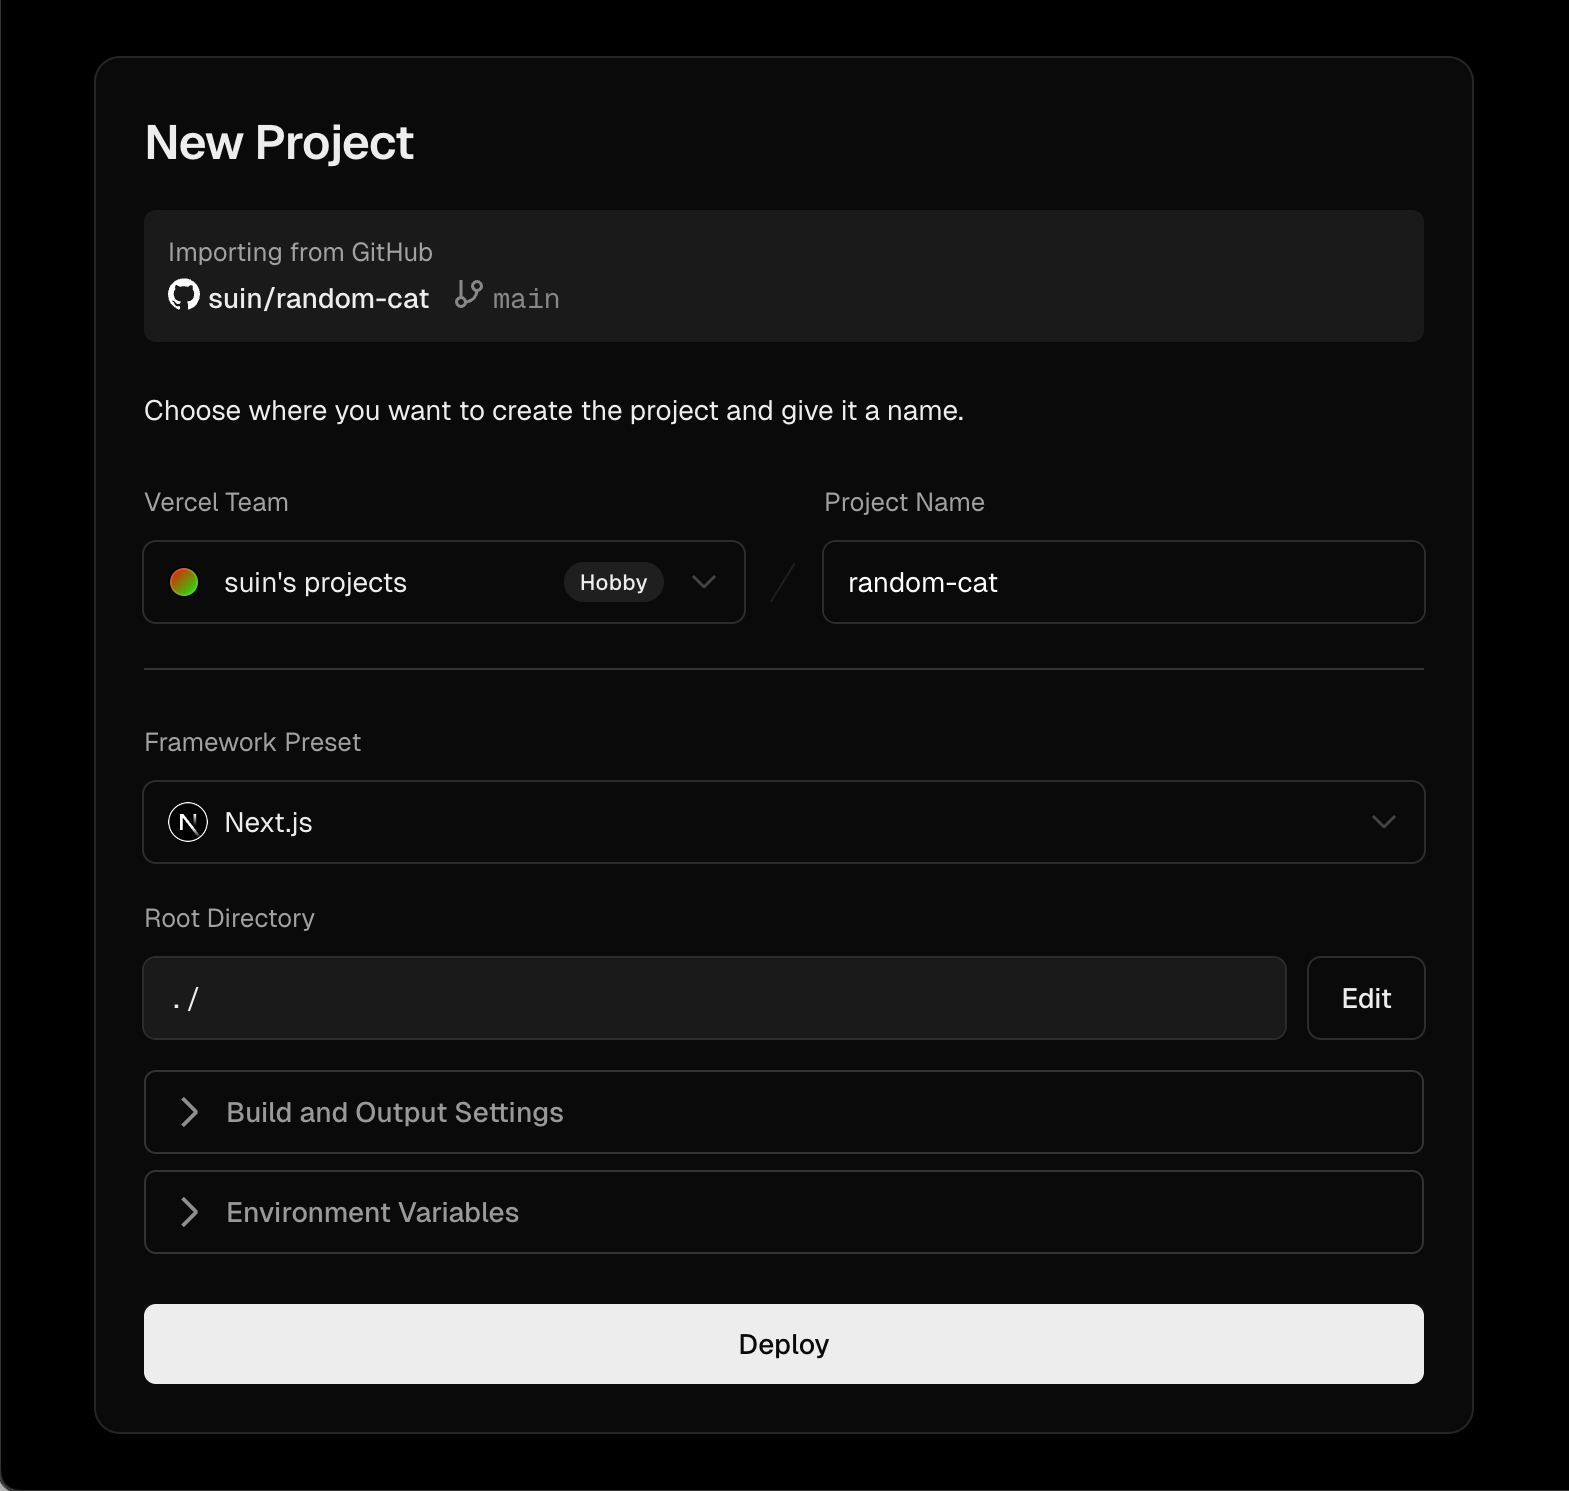 New Project
Importing from GitHub
suin/random-cat main
Choose where you want to create the project and give it a name.
Vercel Team
Project Name
suin's projects Hobby
/
random-cat
Framework Preset
N Next.js
Root Directory
./
Edit
Build and Output Settings
Environment Variables
Deploy